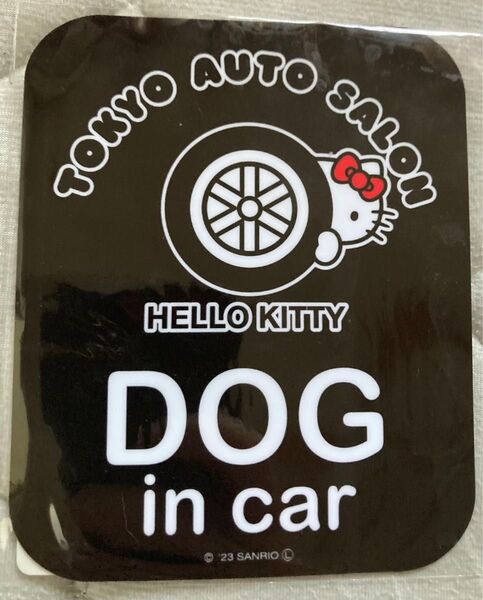 TOKYO AUTO SALON
HELLO KITTY
DOG
in car
© '23 SANRIO Ⓛ